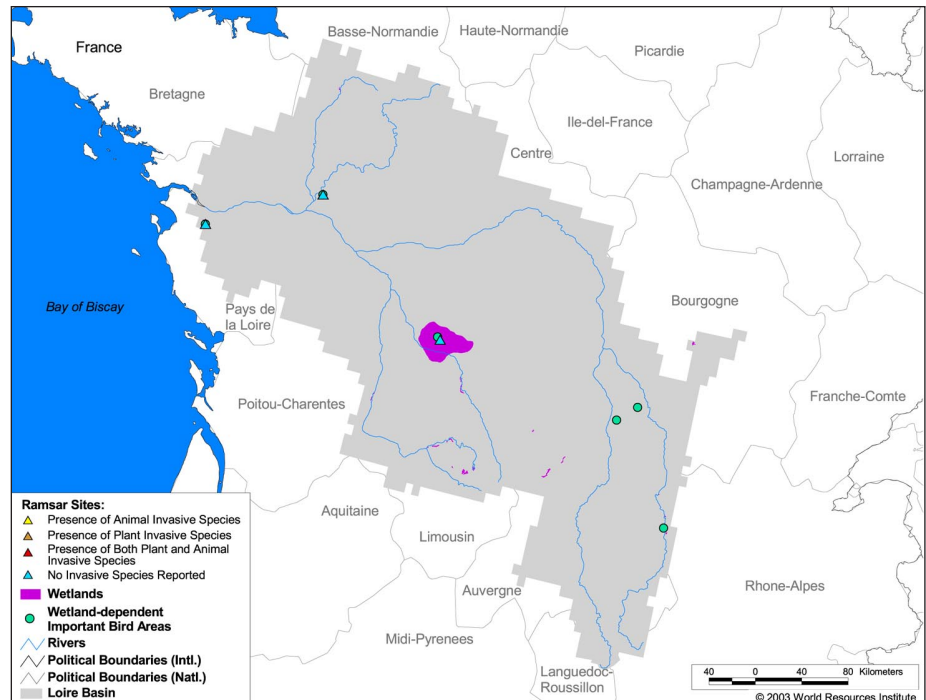 France
Basse-Normandie
Haute-Normandie
Picardie
Bretagne
Ile-del-France
Centre
Lorraine
Champagne-Ardenne
Bay of Biscay
Pays de
la Loire
Bourgogne
Poitou-Charentes
Franche-Comte
Aquitaine
Limousin
Auvergne
Rhone-Alpes
Midi-Pyrenees
Languedoc-
Roussillon
Ramsar Sites:
Presence of Animal Invasive Species
Presence of Plant Invasive Species
Presence of Both Plant and Animal
Invasive Species
No Invasive Species Reported
Wetlands
Wetland-dependent
Important Bird Areas
Rivers
Political Boundaries (Intl.)
Political Boundaries (Natl.)
Loire Basin
40 0 40 80 Kilometers
© 2003 World Resources Institute